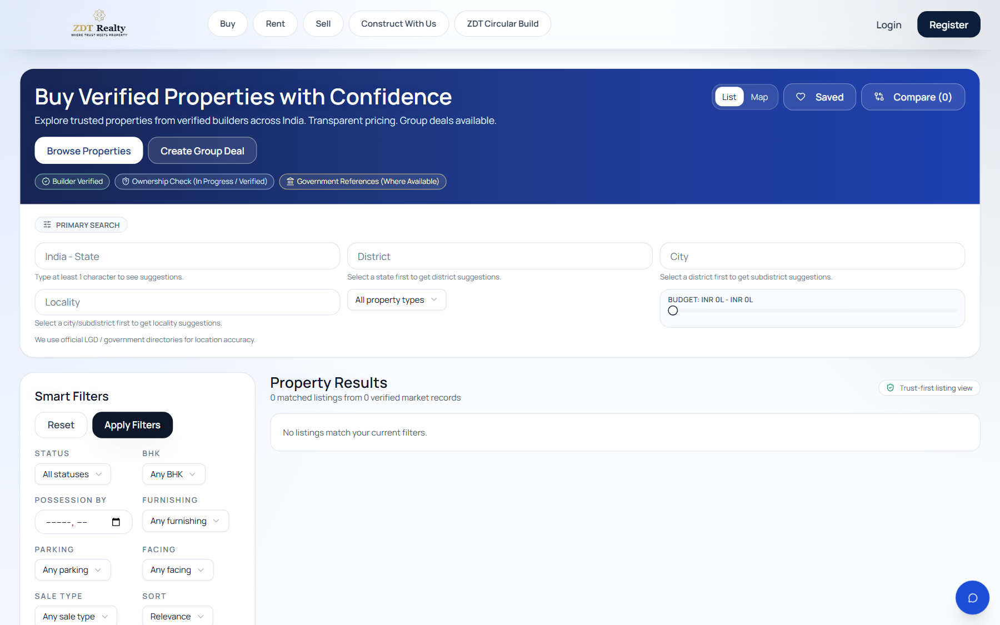 ZDT Realty
WHERE TRUST MEETS PROPERTY
Buy
Rent
Sell
Construct With Us
ZDT Circular Build
Login
Register
Buy Verified Properties with Confidence
List
Map
Saved
Compare (0)
Explore trusted properties from verified builders across India. Transparent pricing. Group deals available.
Browse Properties
Create Group Deal
Builder Verified
Ownership Check (In Progress / Verified)
Government References (Where Available)
PRIMARY SEARCH
India - State
District
City
Type at least 1 character to see suggestions.
Select a state first to get district suggestions.
Select a district first to get subdistrict suggestions.
Locality
All property types
BUDGET: INR 0L - INR 0L
Select a city/subdistrict first to get locality suggestions.
We use official LGD / government directories for location accuracy.
Smart Filters
Reset
Apply Filters
STATUS
BHK
All statuses
Any BHK
POSSESSION BY
FURNISHING
-----, --
Any furnishing
PARKING
FACING
Any parking
Any facing
SALE TYPE
SORT
Any sale type
Relevance
Property Results
0 matched listings from 0 verified market records
Trust-first listing view
No listings match your current filters.